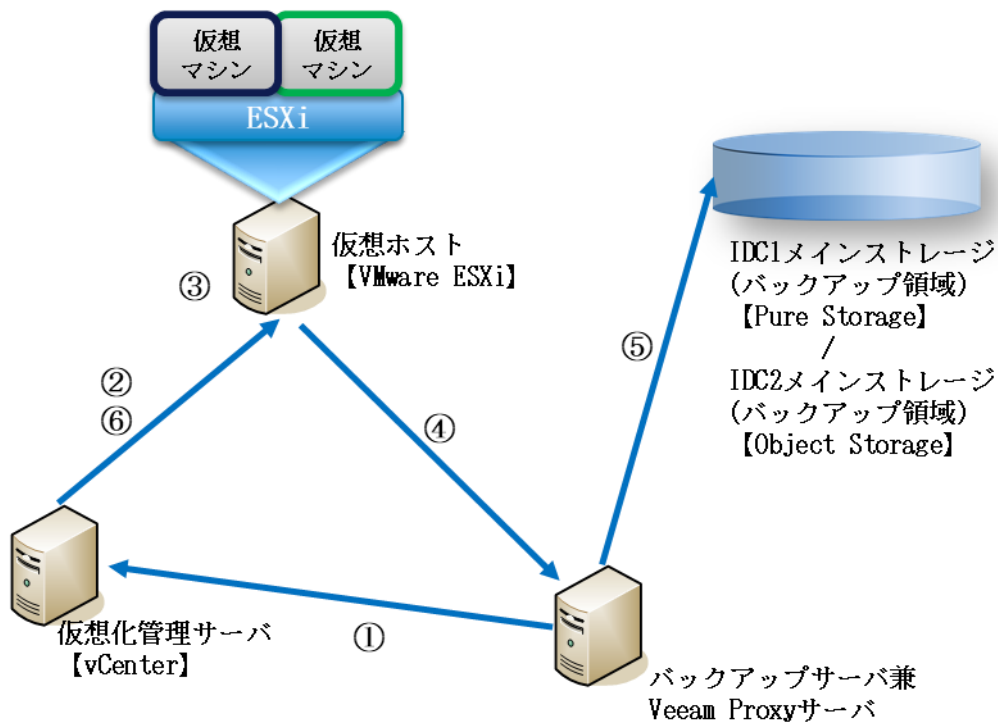 仮想
マシン
仮想
マシン
ESXi
仮想ホスト
【VMware ESXi】
③
IDC1メインストレージ
(バックアップ領域)
【Pure Storage】
/
IDC2メインストレージ
(バックアップ領域)
【Object Storage】
⑤
②
⑥
④
仮想化管理サーバ
【vCenter】
①
バックアップサーバ兼
Veeam Proxyサーバ